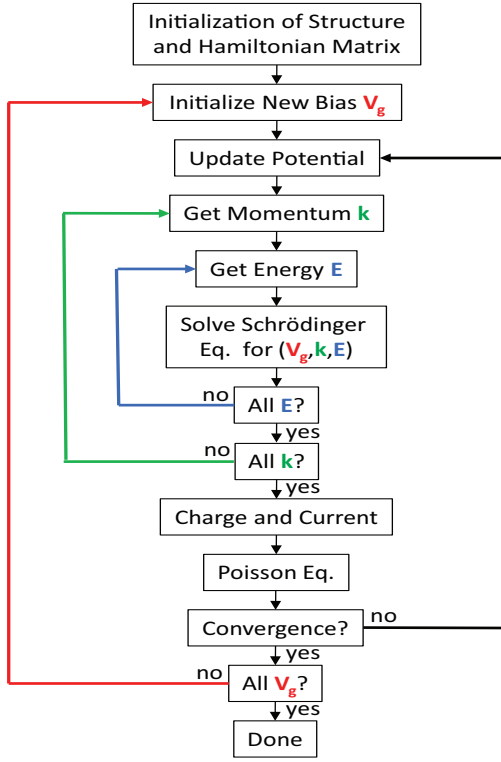 Initialization of Structure
and Hamiltonian Matrix
Initialize New Bias Vg
Update Potential
Get Momentum k
Get Energy E
Solve Schrödinger
Eq. for (Vg,k,E)
no
All E?
yes
no
All k?
yes
Charge and Current
Poisson Eq.
Convergence?
no
yes
no
All Vg?
yes
Done